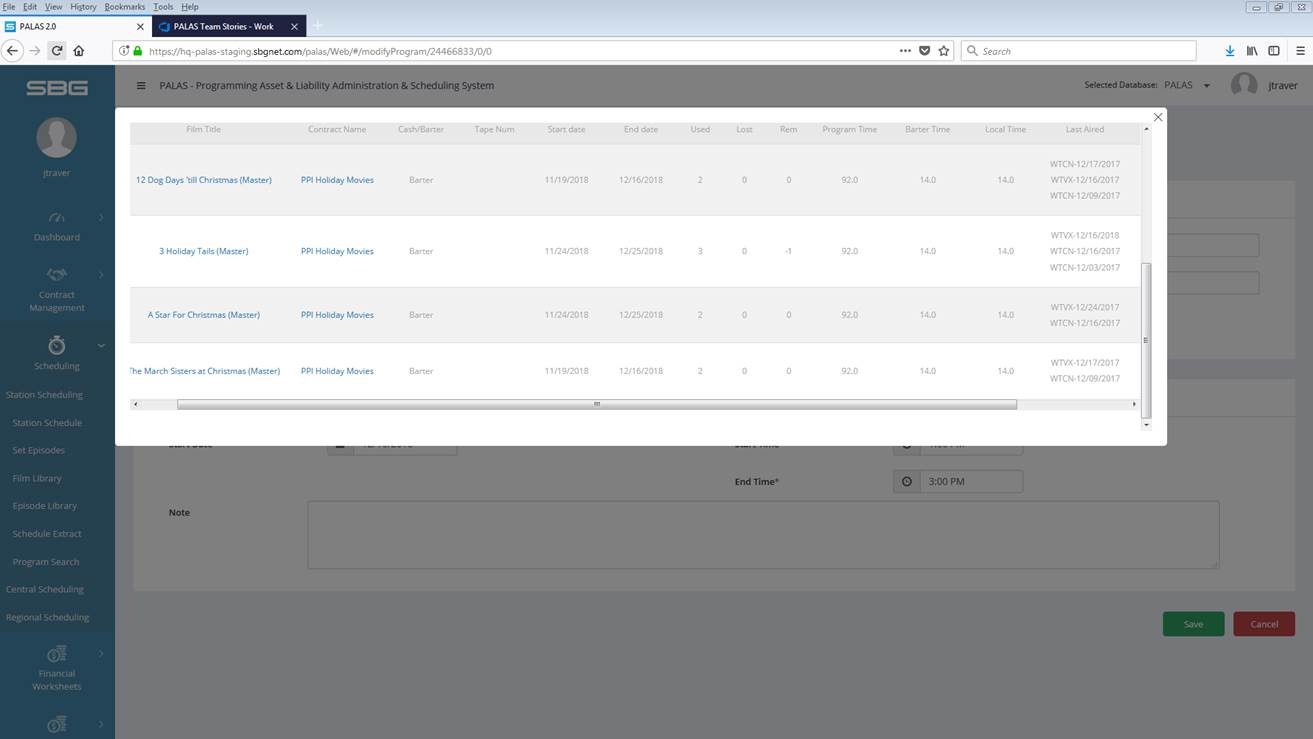 File Edit View History Bookmarks Tools Help
PALAS 2.0
PALAS Team Stories - Work
https://hq-palas-staging.sbgnet.com/palas/Web/#/modifyProgram/24466833/0/0
Search
SBG
PALAS - Programming Asset & Liability Administration & Scheduling System
Selected Database: PALAS
jtraver
jtraver
Dashboard
Contract
Management
Scheduling
Station Scheduling
Station Schedule
Set Episodes
Film Library
Episode Library
Schedule Extract
Program Search
Central Scheduling
Regional Scheduling
Financial
Worksheets
Film Title Contract Name Cash/Barter Tape Num Start date End date Used Lost Rem Program Time Barter Time Local Time Last Aired
12 Dog Days 'till Christmas (Master) PPI Holiday Movies Barter 11/19/2018 12/16/2018 2 0 0 92.0 14.0 14.0
WTCN-12/17/2017
WTVX-12/16/2017
WTCN-12/09/2017
3 Holiday Tails (Master) PPI Holiday Movies Barter 11/24/2018 12/25/2018 3 0 -1 92.0 14.0 14.0
WTVX-12/16/2018
WTCN-12/16/2017
WTCN-12/03/2017
A Star For Christmas (Master) PPI Holiday Movies Barter 11/24/2018 12/25/2018 2 0 0 92.0 14.0 14.0
WTVX-12/24/2017
WTCN-12/16/2017
The March Sisters at Christmas (Master) PPI Holiday Movies Barter 11/19/2018 12/16/2018 2 0 0 92.0 14.0 14.0
WTVX-12/17/2017
WTCN-12/09/2017
End Time* 3:00 PM
Note
Save Cancel